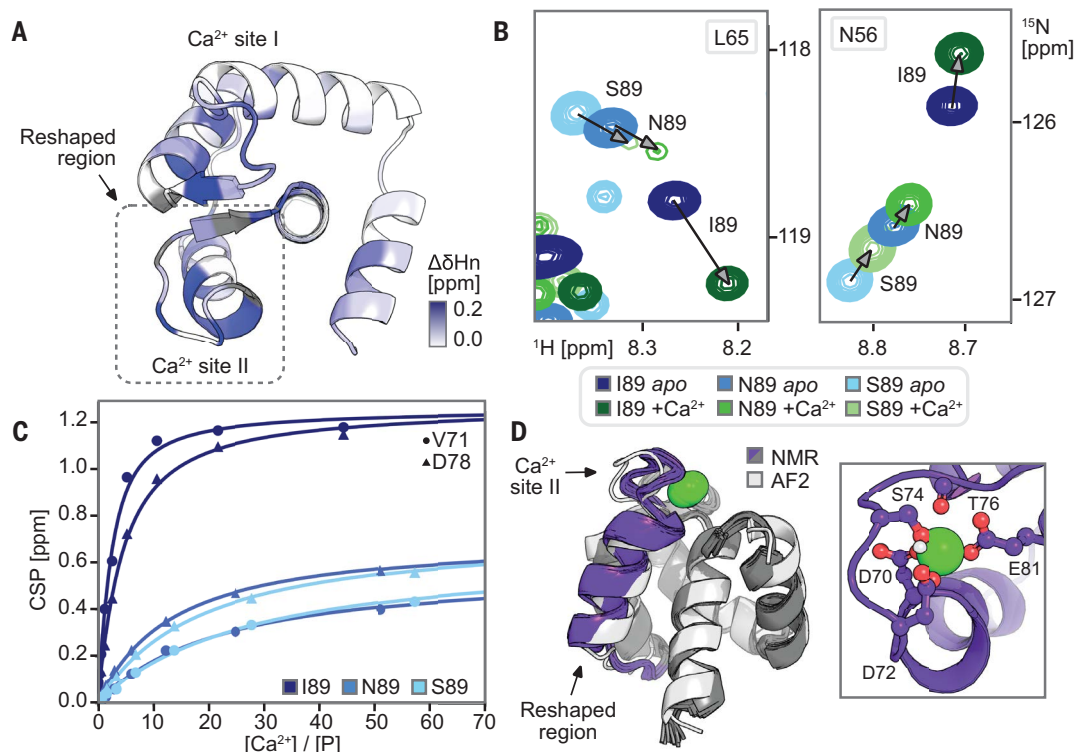 A
Ca²⁺ site I
Reshaped
region
ΔδHn
[ppm]
0.2
0.0
Ca²⁺ site II
B
L65
N56
¹⁵N
[ppm]
118
S89
N89
I89
119
I89
126
N89
S89
127
¹H [ppm]
8.3
8.2
8.8
8.7
I89 apo
N89 apo
S89 apo
I89 +Ca²⁺
N89 +Ca²⁺
S89 +Ca²⁺
C
CSP [ppm]
1.2
1.0
0.8
0.6
0.4
0.2
0.0
V71
D78
I89
N89
S89
0
10
20
30
40
50
60
70
[Ca²⁺] / [P]
D
Ca²⁺
site II
NMR
AF2
Reshaped
region
S74
T76
D70
E81
D72